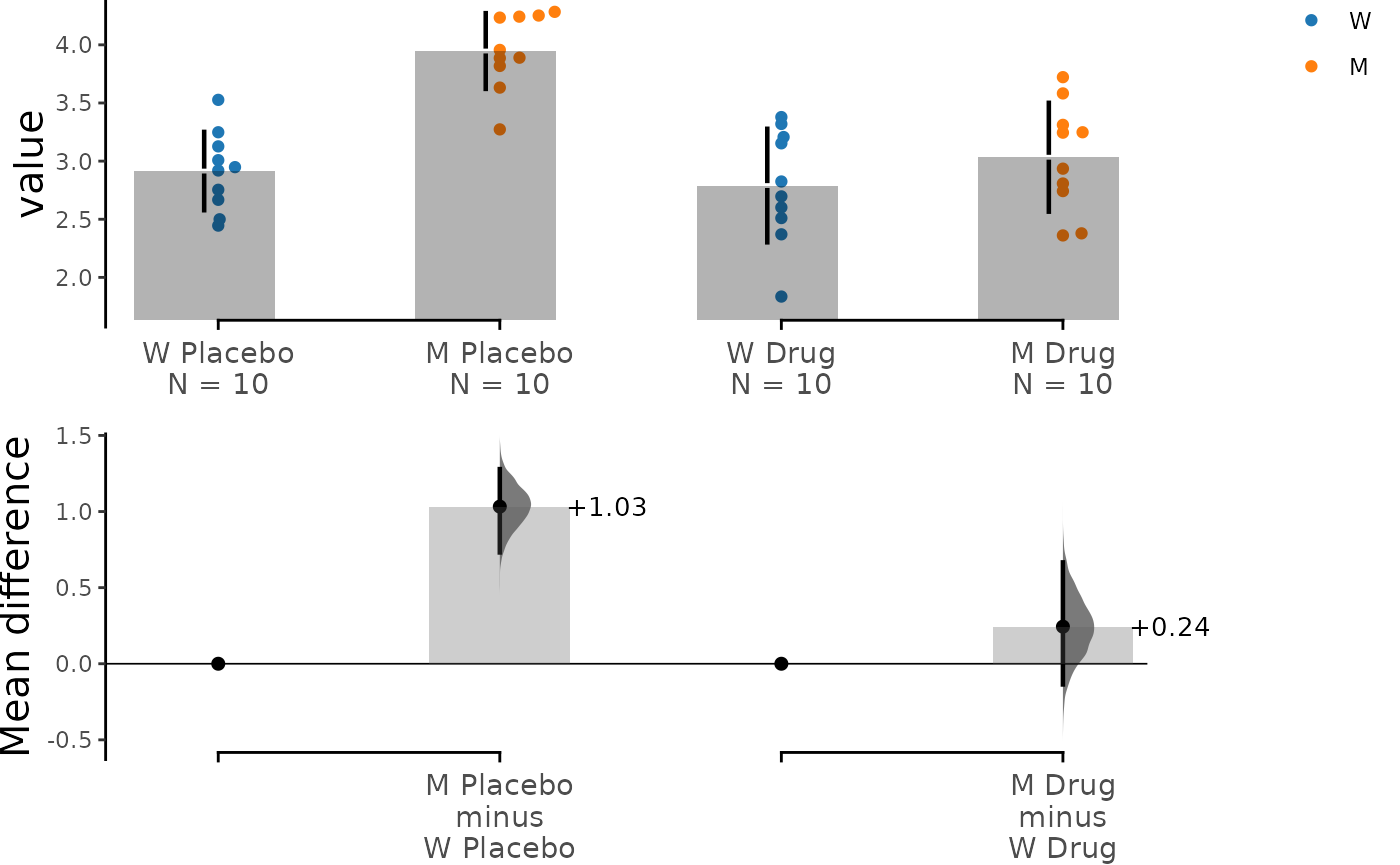 W
M
value
4.0
3.5
3.0
2.5
2.0
W Placebo
N = 10
M Placebo
N = 10
W Drug
N = 10
M Drug
N = 10
Mean difference
1.5
1.0
0.5
0.0
-0.5
+1.03
+0.24
M Placebo
minus
W Placebo
M Drug
minus
W Drug